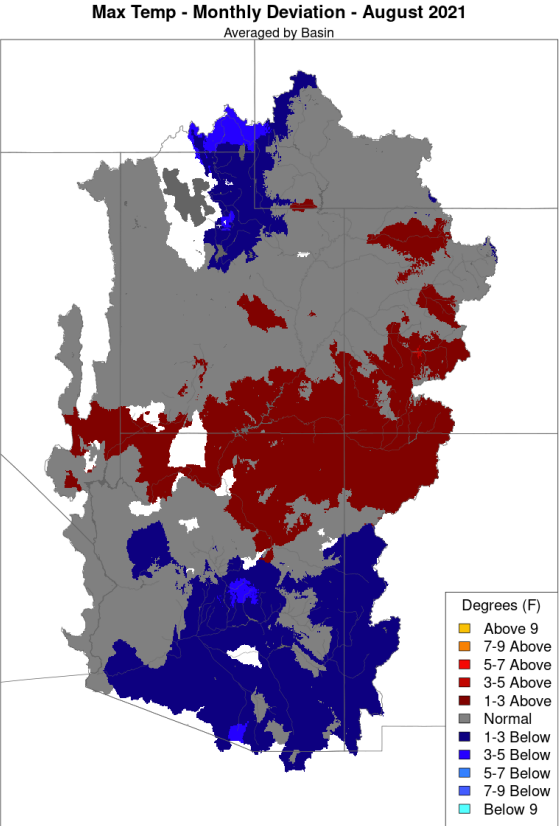 Max Temp - Monthly Deviation - August 2021
Averaged by Basin
Degrees (F)
Above 9
7-9 Above
5-7 Above
3-5 Above
1-3 Above
Normal
1-3 Below
3-5 Below
5-7 Below
7-9 Below
Below 9